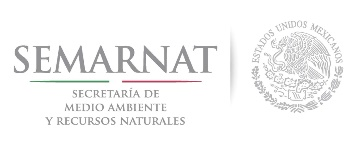 SEMARNAT
SECRETARÍA DE
MEDIO AMBIENTE
Y RECURSOS NATURALES
ESTADOS UNIDOS MEXICANOS